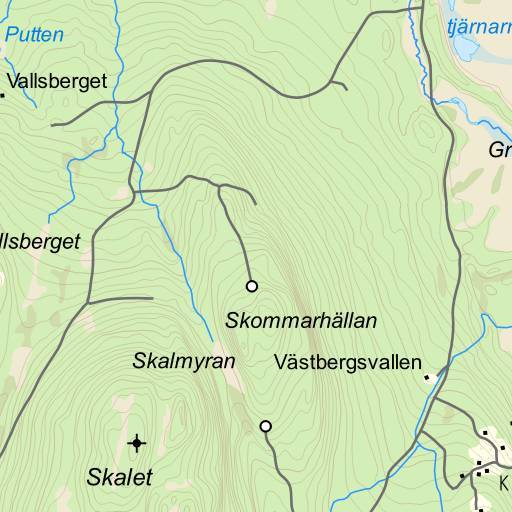 Putten
tjärnarn
Vallsberget
Gr
llsberget
Skommarhällan
Skalmyran
Västbergsvallen
Skalet
K